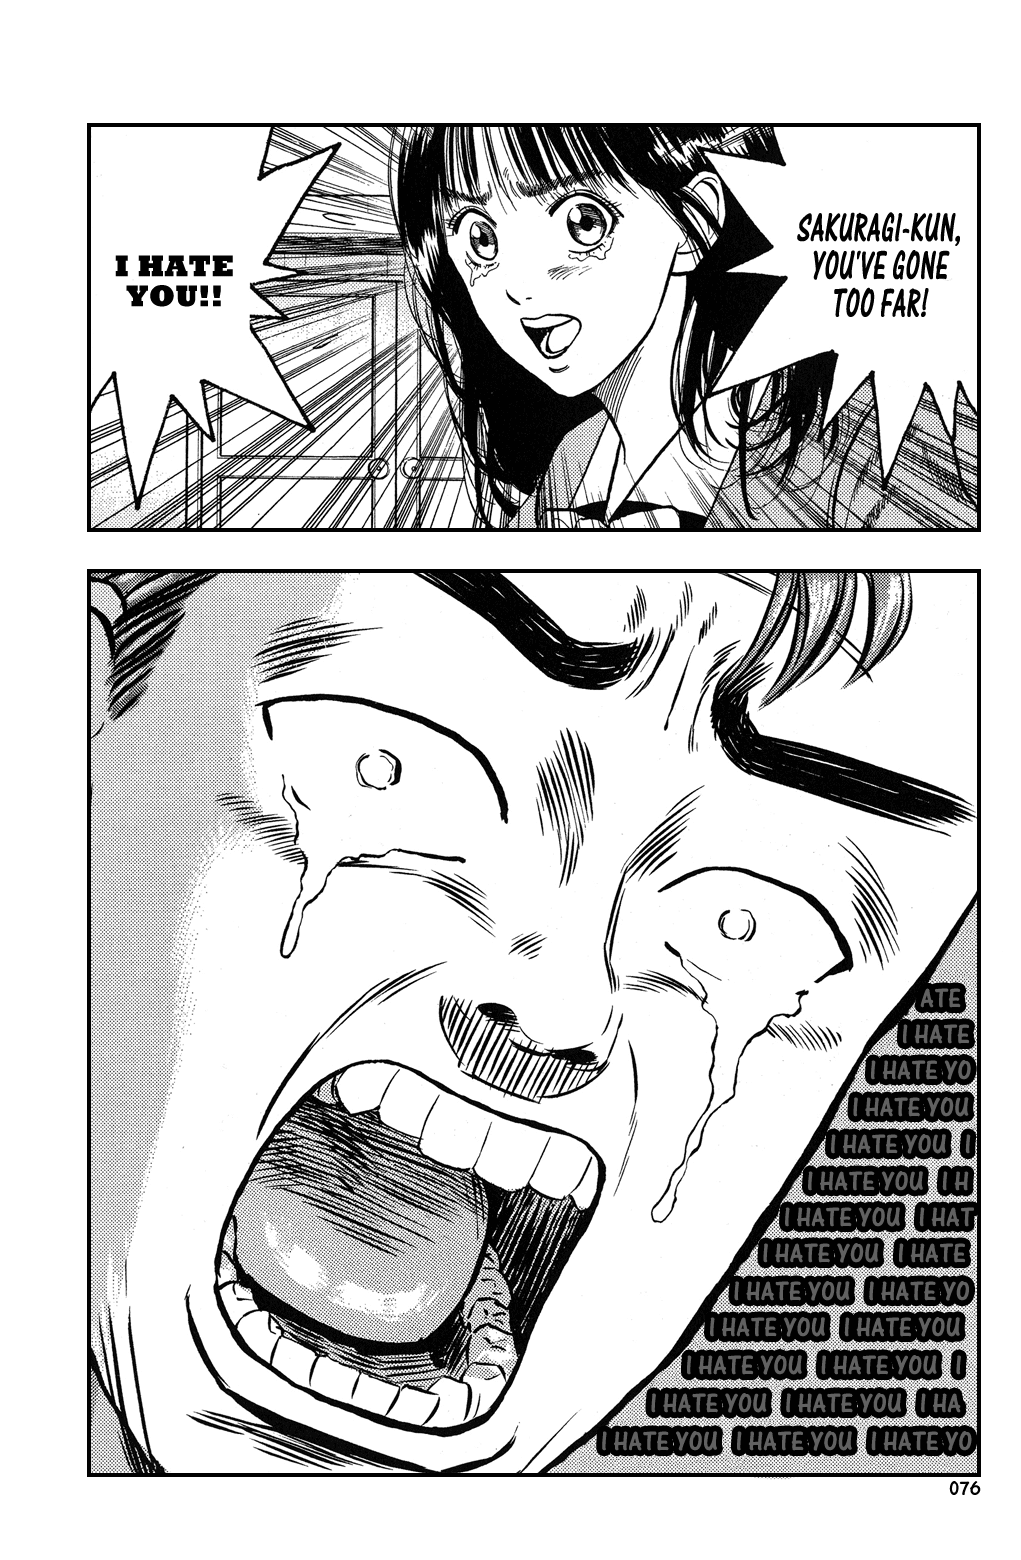 SAKURAGI-KUN,
YOU'VE GONE
TOO FAR!
I HATE
YOU!!
ATE
I HATE
I HATE YO
I HATE YOU
I HATE YOU I
I HATE YOU I H
I HATE YOU I HAT
I HATE YOU I HATE
I HATE YOU I HATE YO
I HATE YOU I HATE YOU
I HATE YOU I HATE YOU I
I HATE YOU I HATE YOU I HA
I HATE YOU I HATE YOU I HATE YO
076